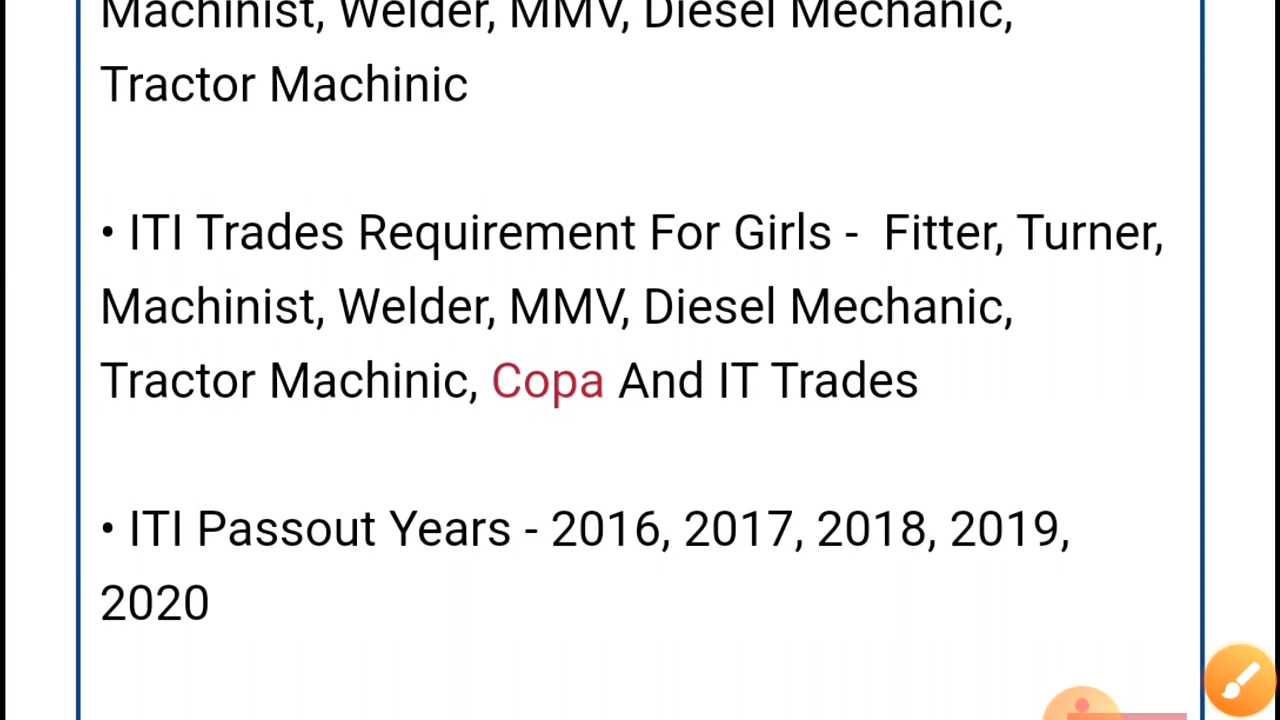 Machinist, Welder, MMV, Diesel Mechanic,
Tractor Machinic
• ITI Trades Requirement For Girls - Fitter, Turner,
Machinist, Welder, MMV, Diesel Mechanic,
Tractor Machinic, Copa And IT Trades
• ITI Passout Years - 2016, 2017, 2018, 2019,
2020